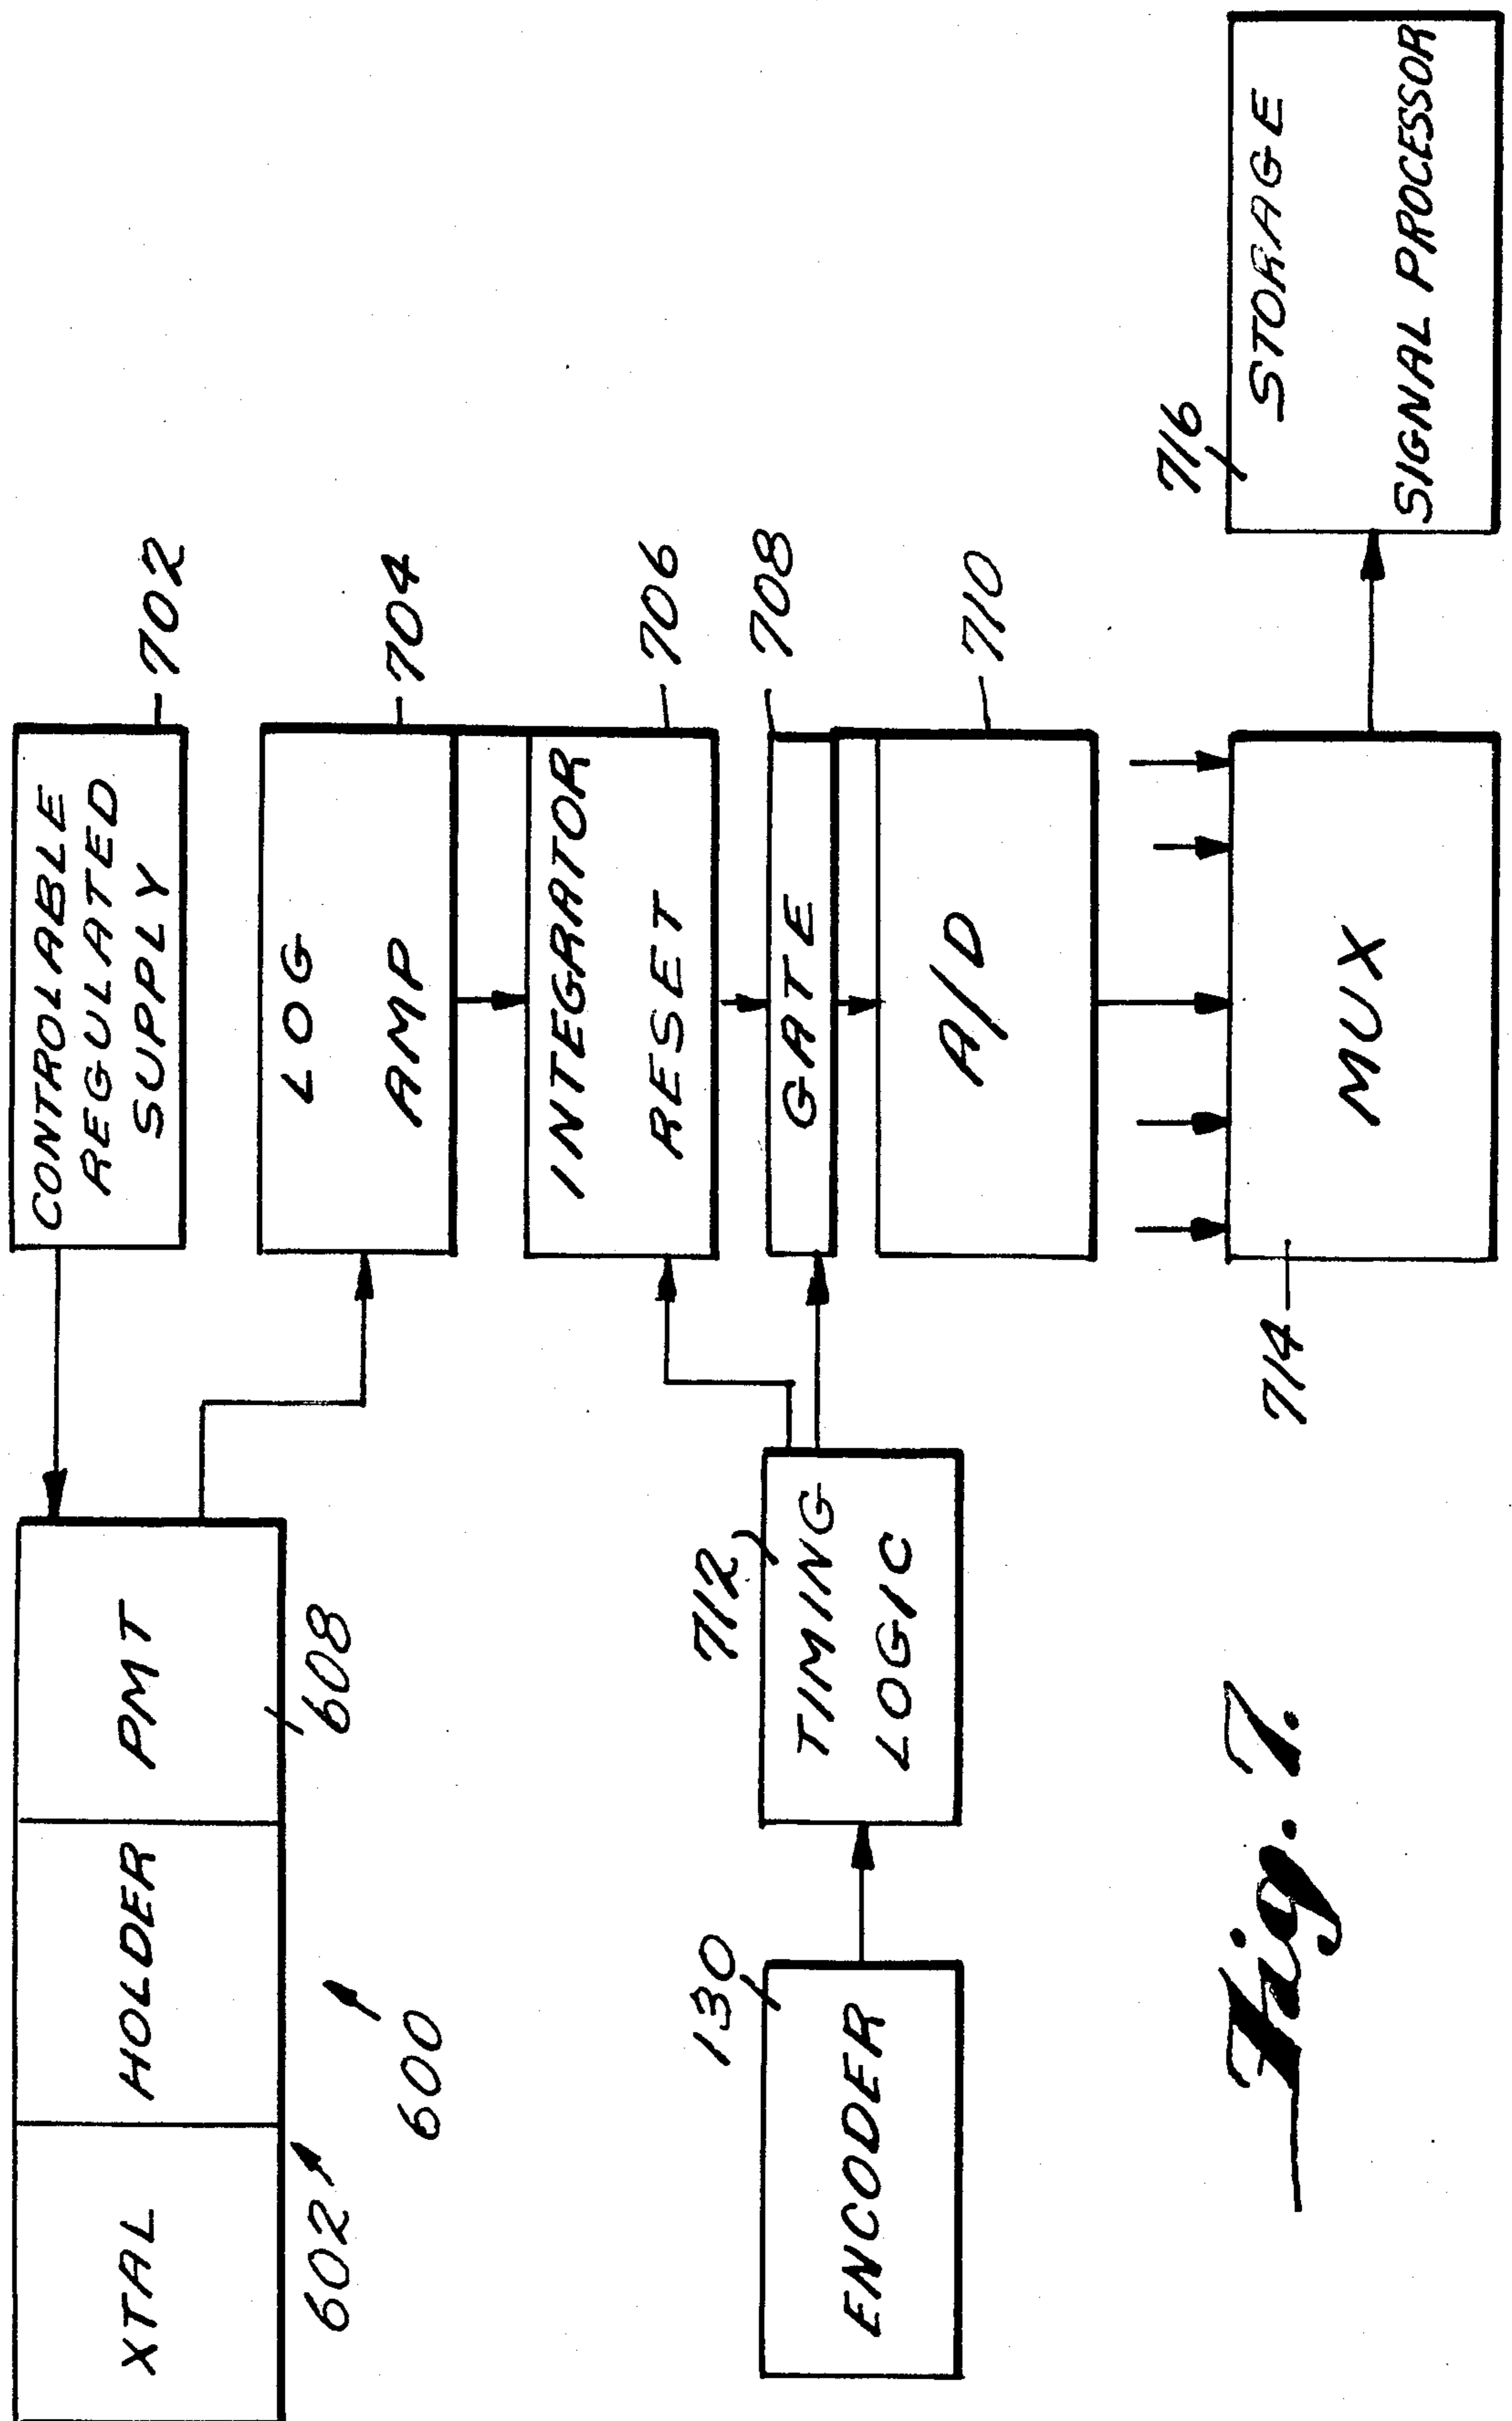 XTAL
HOLDER
PMT
602
600
608
CONTROLABLE
REGULATED
SUPPLY
702
LOG
AMP
704
INTEGRATOR
RESET
706
GATE
708
A/D
710
ENCODER
130
TIMING
LOGIC
712
MUX
714
STORAGE
SIGNAL PROCESSOR
716
Fig. 7.